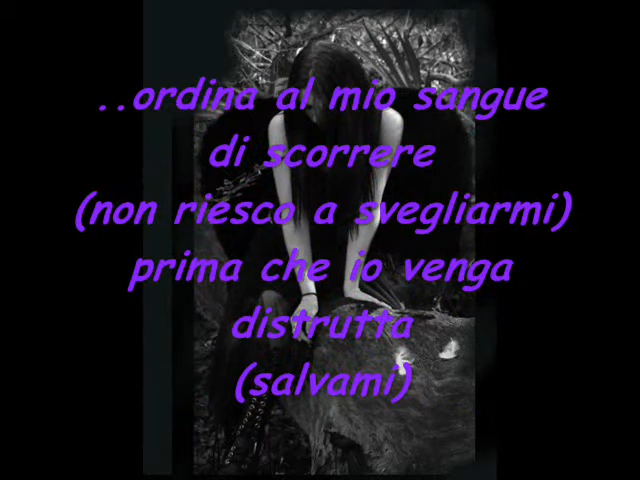 ..ordina al mio sangue
di scorrere
(non riesco a svegliarmi)
prima che io venga
distrutta
(salvami)